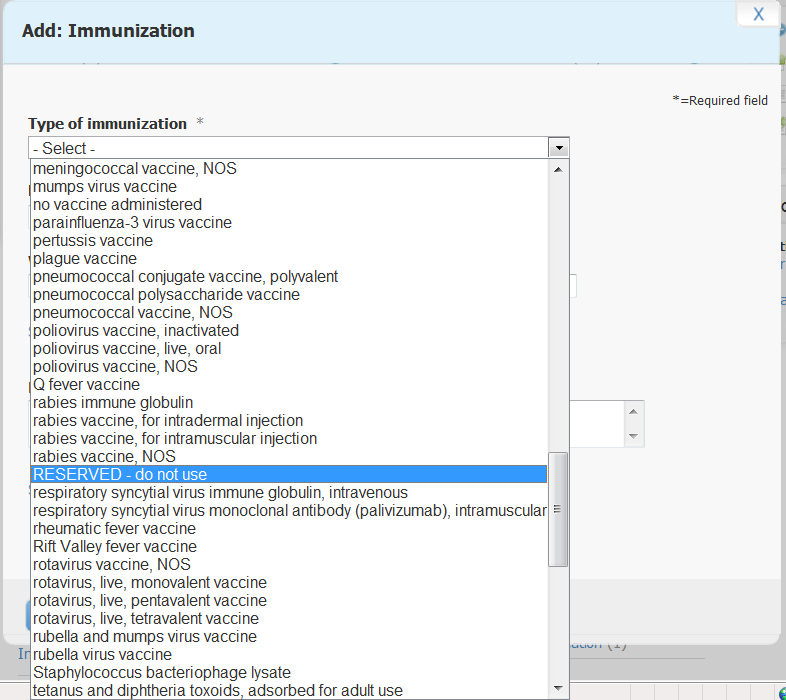 X
Add: Immunization
*=Required field
Type of immunization *
- Select -
meningococcal vaccine, NOS
mumps virus vaccine
no vaccine administered
parainfluenza-3 virus vaccine
pertussis vaccine
plague vaccine
pneumococcal conjugate vaccine, polyvalent
pneumococcal polysaccharide vaccine
pneumococcal vaccine, NOS
poliovirus vaccine, inactivated
poliovirus vaccine, live, oral
poliovirus vaccine, NOS
Q fever vaccine
rabies immune globulin
rabies vaccine, for intradermal injection
rabies vaccine, for intramuscular injection
rabies vaccine, NOS
RESERVED - do not use
respiratory syncytial virus immune globulin, intravenous
respiratory syncytial virus monoclonal antibody (palivizumab), intramuscular
rheumatic fever vaccine
Rift Valley fever vaccine
rotavirus vaccine, NOS
rotavirus, live, monovalent vaccine
rotavirus, live, pentavalent vaccine
rotavirus, live, tetravalent vaccine
rubella and mumps virus vaccine
rubella virus vaccine
Staphylococcus bacteriophage lysate
tetanus and diphtheria toxoids, adsorbed for adult use